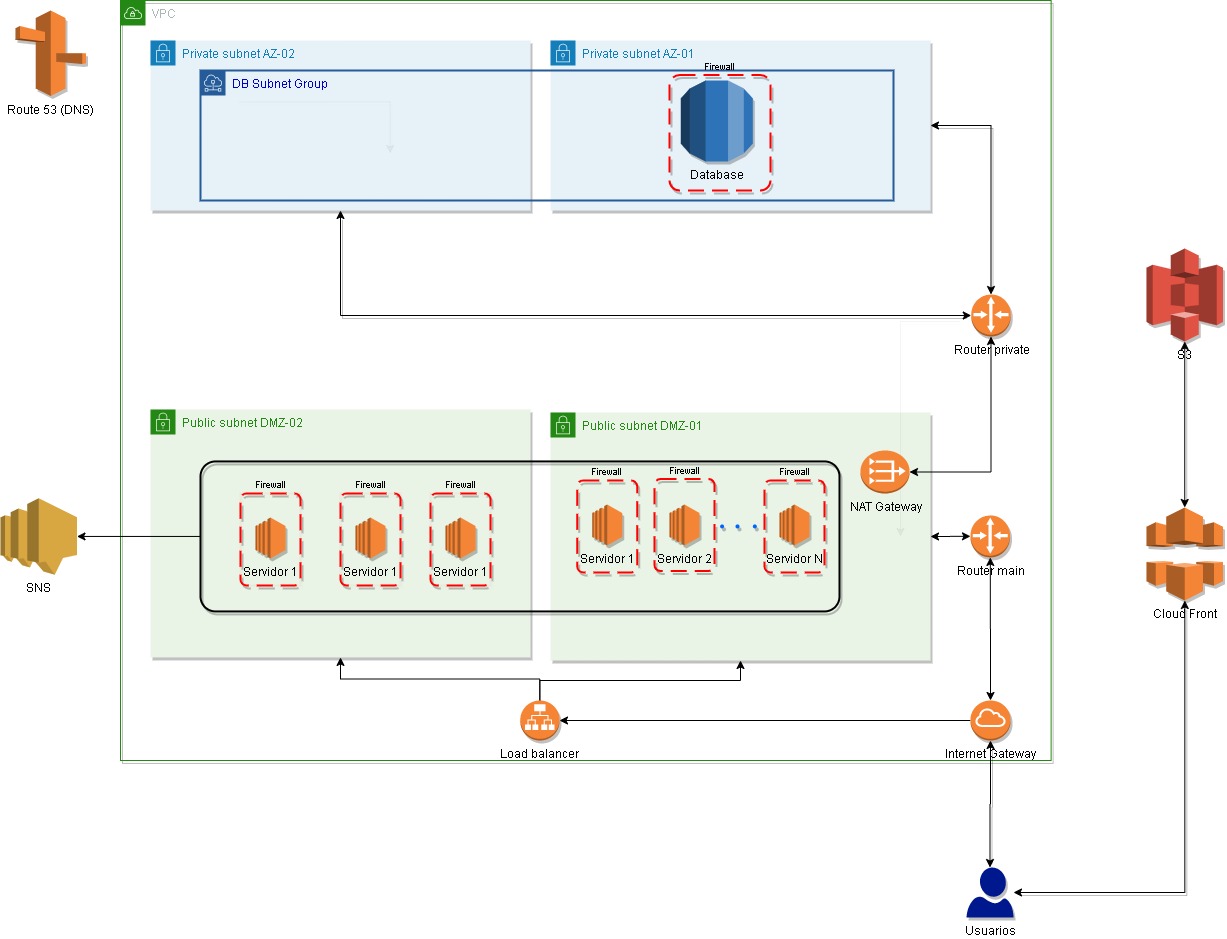 VPC
Private subnet AZ-02
Private subnet AZ-01
Firewall
DB Subnet Group
Route 53 (DNS)
Database
Router private
S3
Public subnet DMZ-02
Public subnet DMZ-01
Firewall
Firewall
Firewall
Firewall
Firewall
Firewall
NAT Gateway
Servidor 1
Servidor 2
Servidor N
Servidor 1
Servidor 1
Servidor 1
Router main
SNS
Cloud Front
Load balancer
Internet Gateway
Usuarios